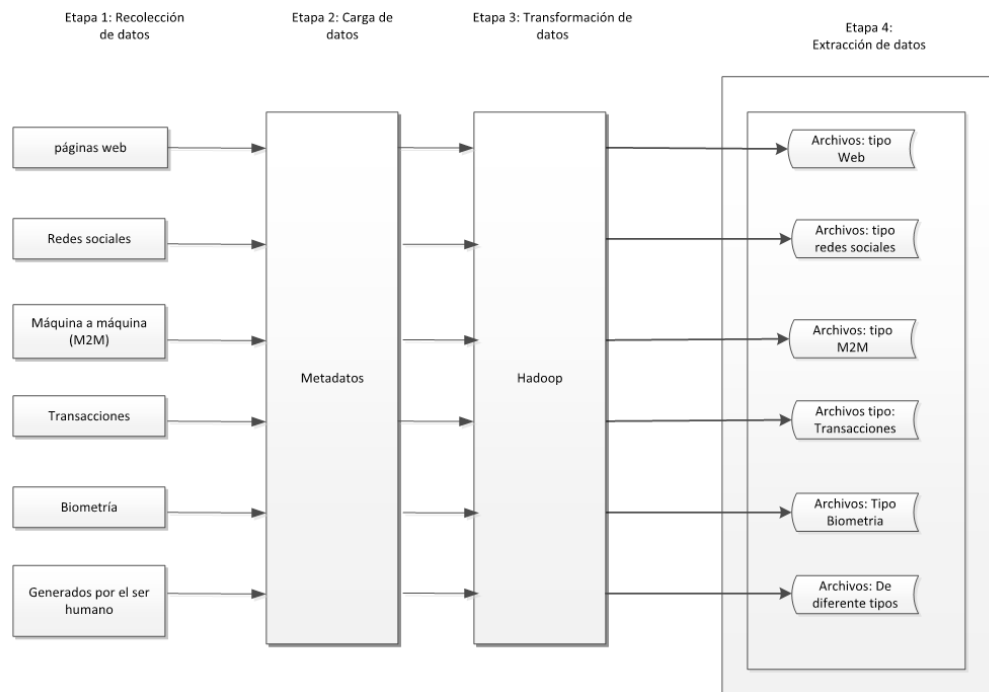 Etapa 1: Recolección
de datos
Etapa 2: Carga de
datos
Etapa 3: Transformación de
datos
Etapa 4:
Extracción de datos
páginas web
Redes sociales
Máquina a máquina
(M2M)
Transacciones
Biometría
Generados por el ser
humano
Metadatos
Hadoop
Archivos: tipo
Web
Archivos: tipo
redes sociales
Archivos: tipo
M2M
Archivos tipo:
Transacciones
Archivos: Tipo
Biometria
Archivos: De
diferente tipos